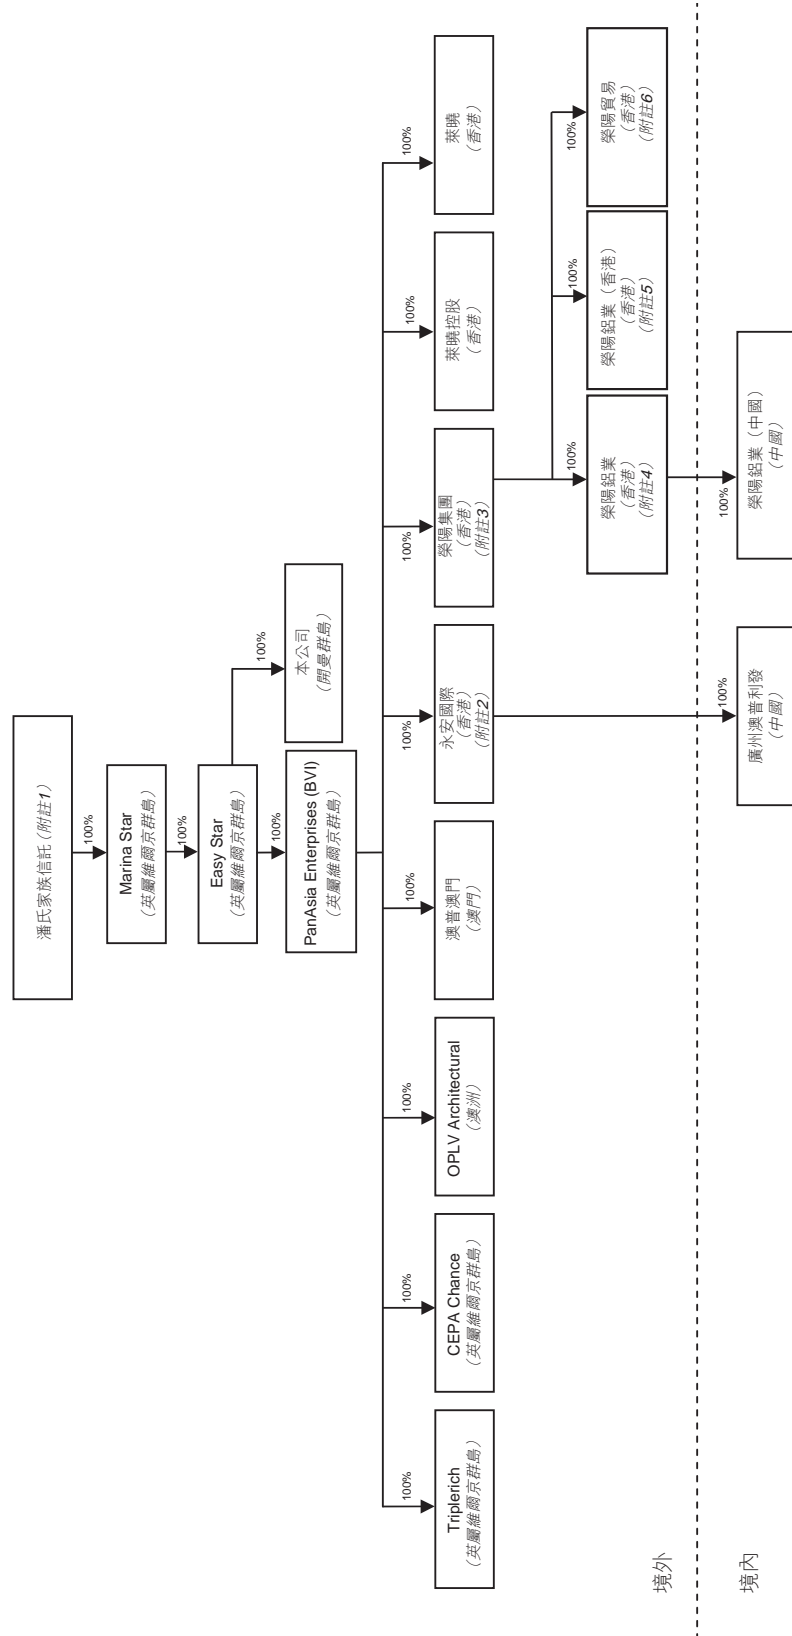 潘氏家族信託（附註1）
100%
Marina Star
（英屬維爾京群島）
100%
Easy Star
（英屬維爾京群島）
100%
100%
PanAsia Enterprises (BVI)
（英屬維爾京群島）
本公司
（開曼群島）
100%
100%
100%
100%
100%
100%
100%
100%
Triplerich
（英屬維爾京群島）
CEPA Chance
（英屬維爾京群島）
OPLV Architectural
（澳洲）
澳普澳門
（澳門）
永安國際
（香港）
（附註2）
榮陽集團
（香港）
（附註3）
萊曉控股
（香港）
萊曉
（香港）
100%
100%
100%
榮陽鋁業
（香港）
（附註4）
榮陽鋁業（香港）
（香港）
（附註5）
榮陽貿易
（香港）
（附註6）
境外
境內
100%
100%
廣州澳普利發
（中國）
榮陽鋁業（中國）
（中國）